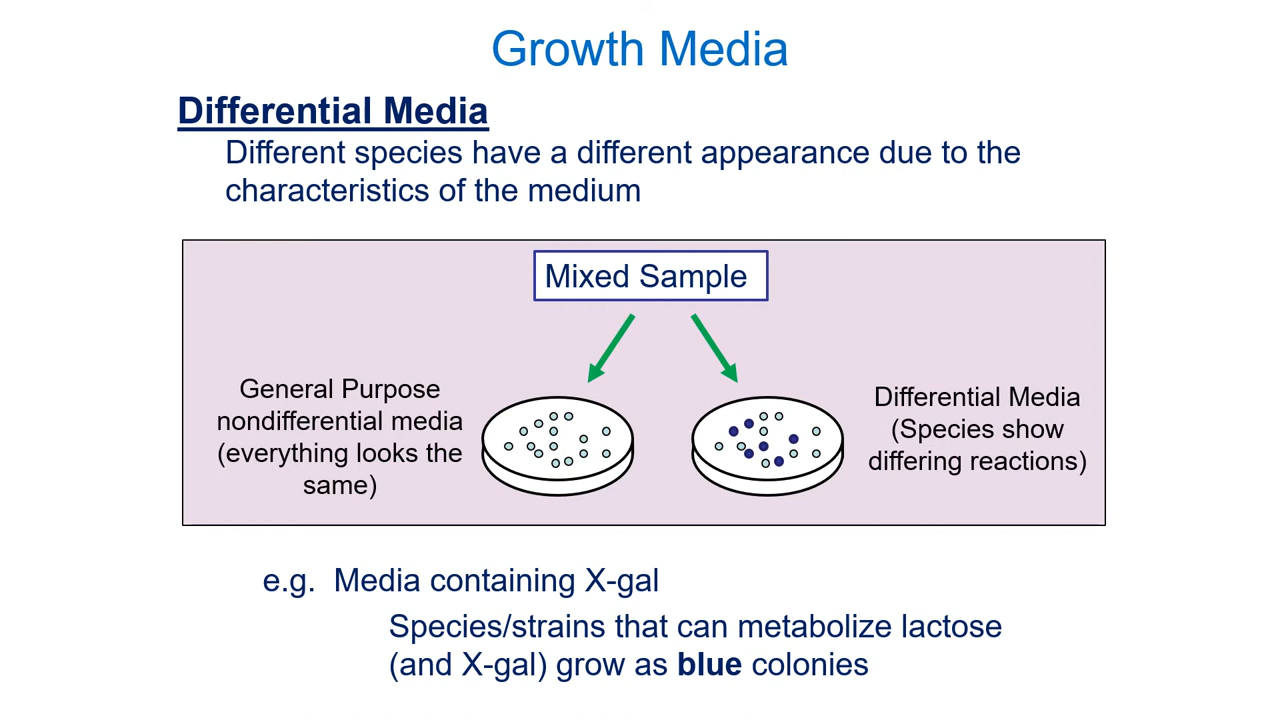 Growth Media
Differential Media
Different species have a different appearance due to the
characteristics of the medium
Mixed Sample
General Purpose
nondifferential media
(everything looks the
same)
Differential Media
(Species show
differing reactions)
e.g. Media containing X-gal
Species/strains that can metabolize lactose
(and X-gal) grow as blue colonies